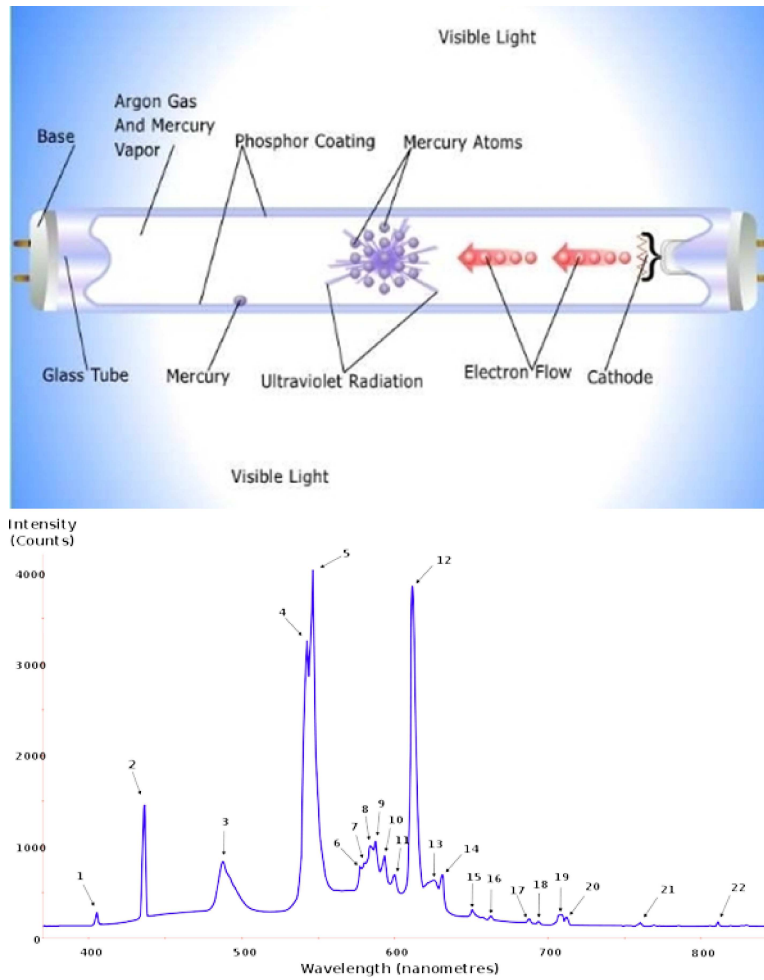 Visible Light
Argon Gas
And Mercury
Vapor
Base
Phosphor Coating
Mercury Atoms
Glass Tube
Mercury
Ultraviolet Radiation
Electron Flow
Cathode
Visible Light
Intensity
(Counts)
4000
3000
2000
1000
0
1
2
3
4
5
6
7
8
9
10
11
12
13
14
15
16
17
18
19
20
21
22
400
500
600
700
800
Wavelength (nanometres)